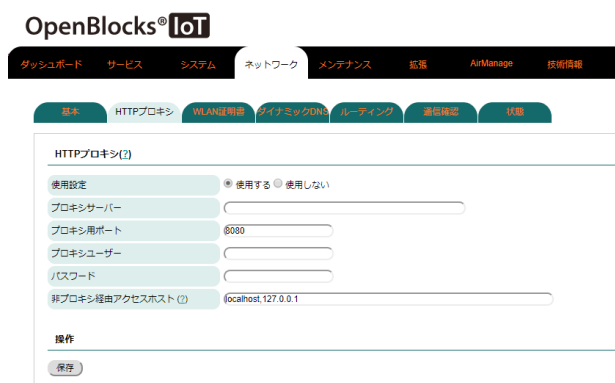 OpenBlocks® IoT
ダッシュボード サービス システム ネットワーク メンテナンス 拡張 AirManage 技術情報
基本 HTTPプロキシ WLAN証明書 ダイナミックDNS ルーティング 通信確認 状態
HTTPプロキシ(?)
使用設定 使用する 使用しない
プロキシサーバー
プロキシ用ポート 8080
プロキシユーザー
パスワード
非プロキシ経由アクセスホスト (?) localhost,127.0.0.1
操作
保存